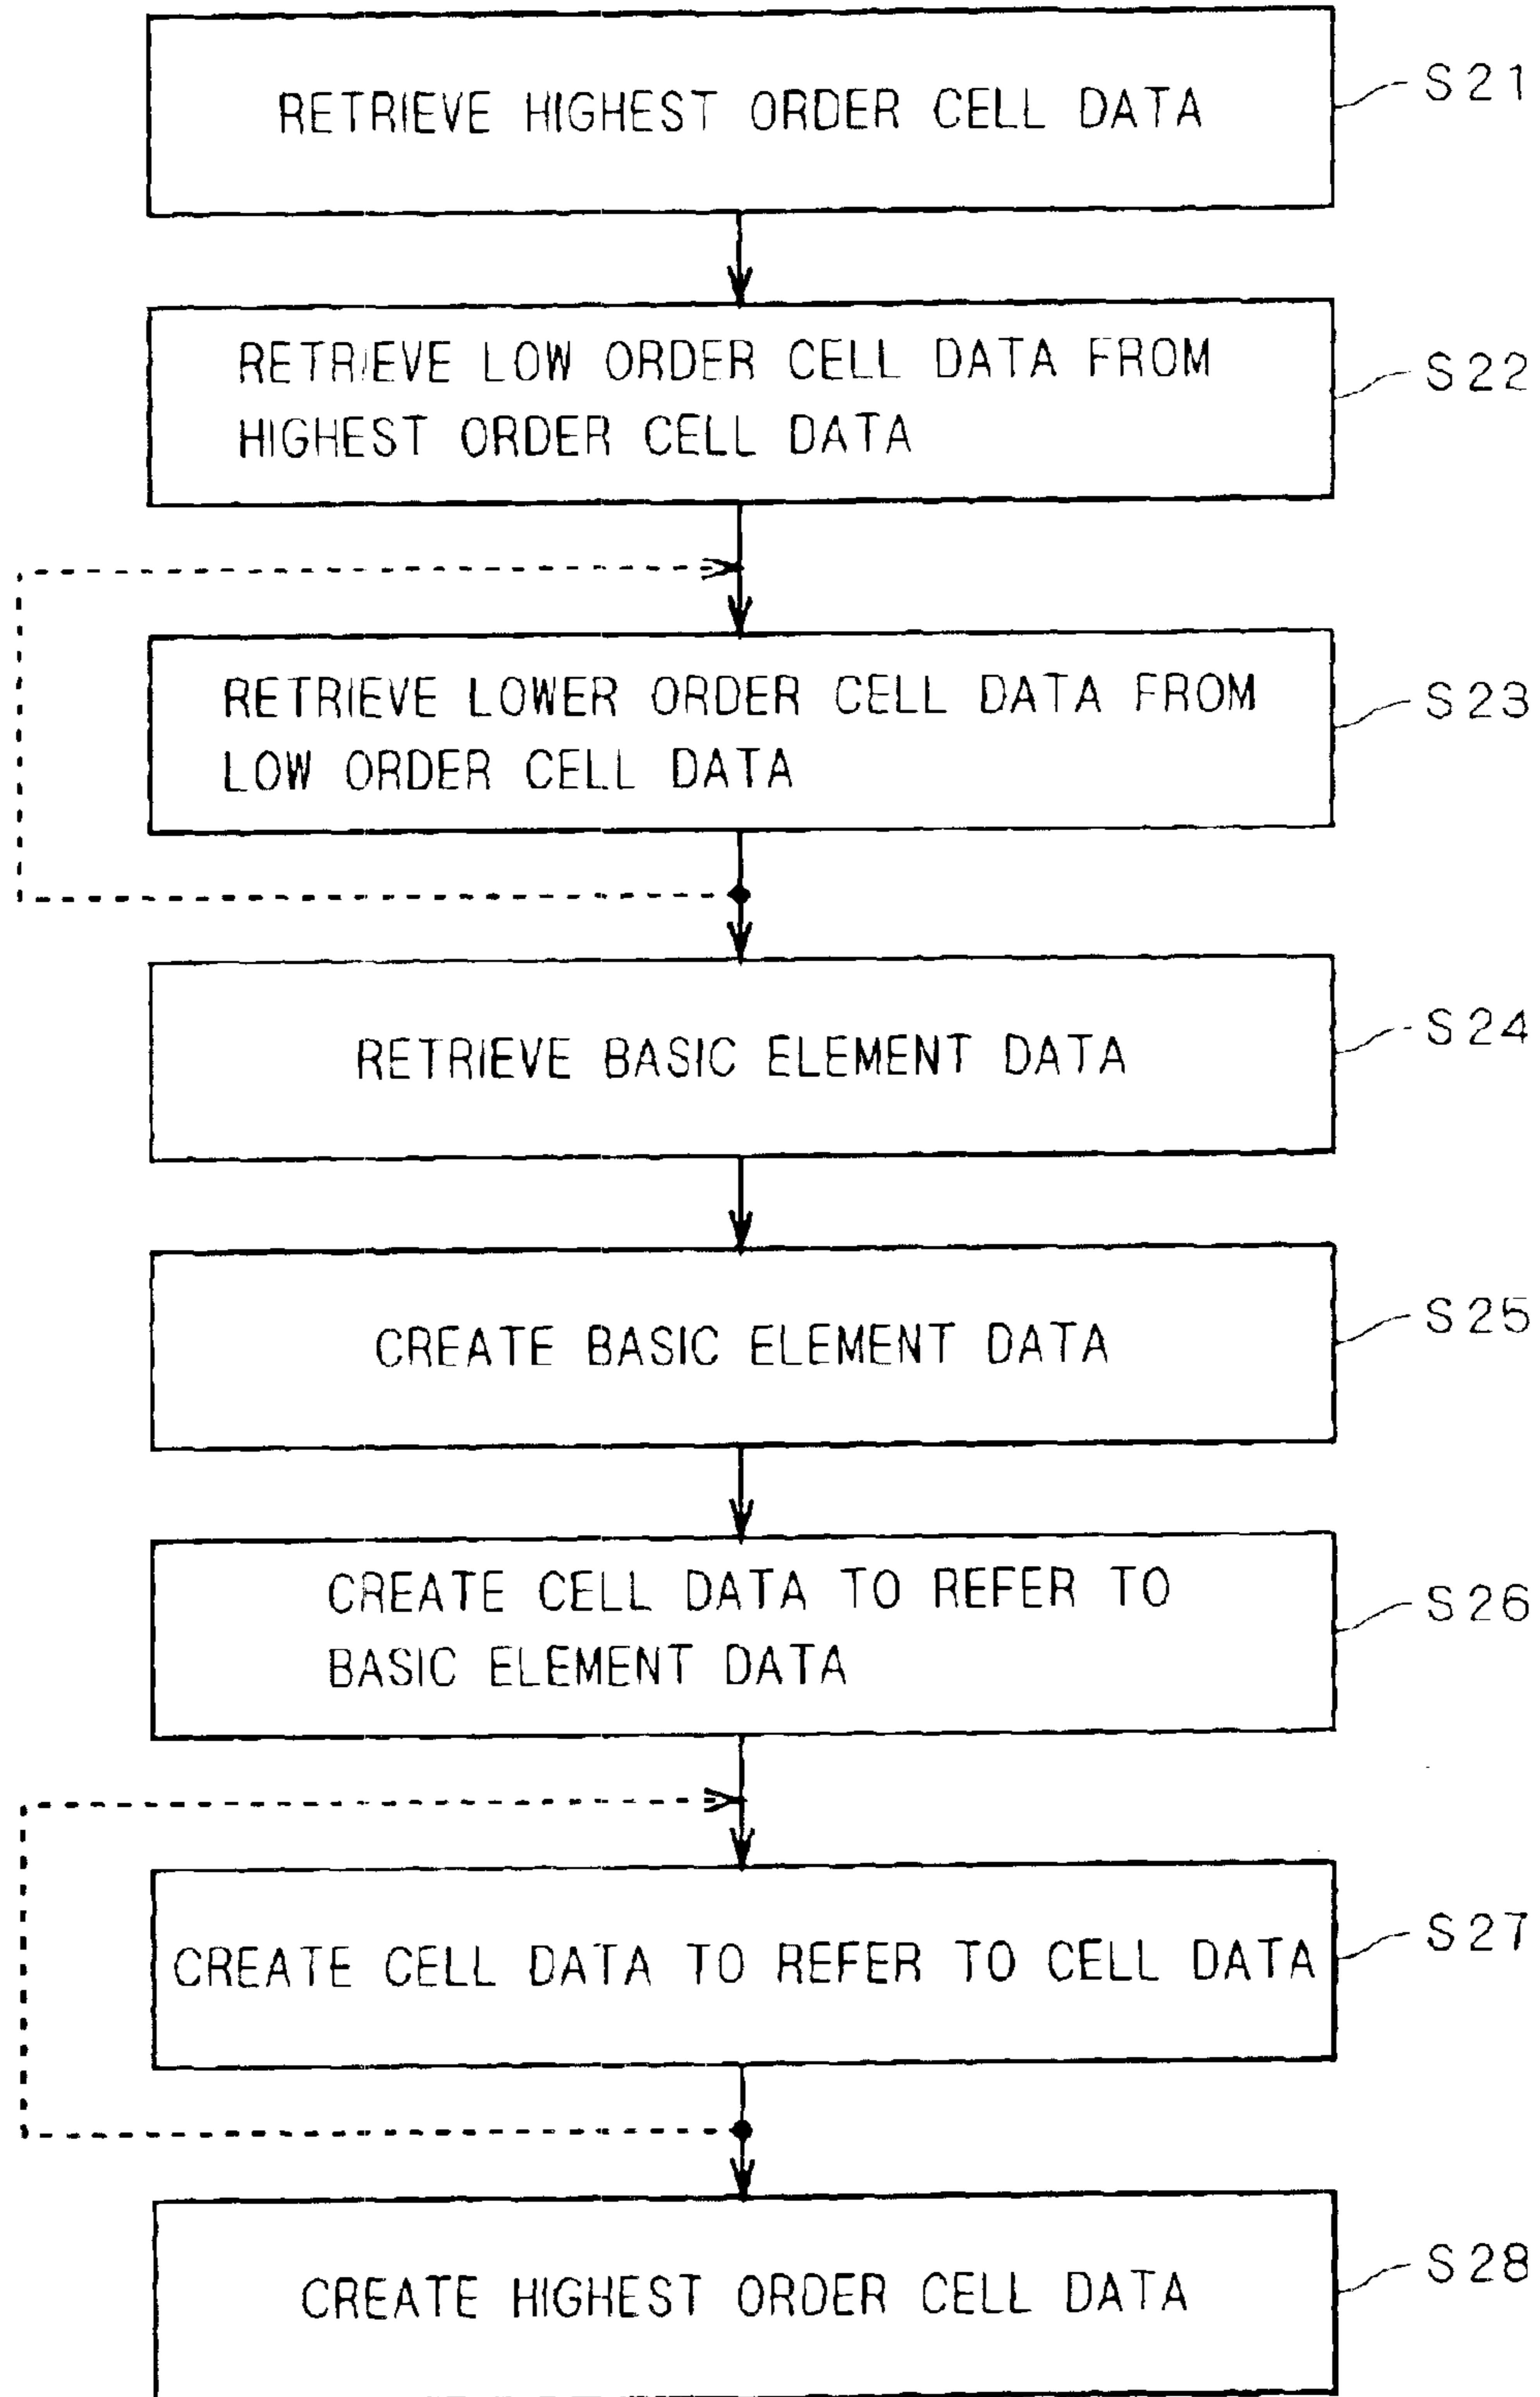 RETRIEVE HIGHEST ORDER CELL DATA
S21
RETRIEVE LOW ORDER CELL DATA FROM
HIGHEST ORDER CELL DATA
S22
RETRIEVE LOWER ORDER CELL DATA FROM
LOW ORDER CELL DATA
S23
RETRIEVE BASIC ELEMENT DATA
S24
CREATE BASIC ELEMENT DATA
S25
CREATE CELL DATA TO REFER TO
BASIC ELEMENT DATA
S26
CREATE CELL DATA TO REFER TO CELL DATA
S27
CREATE HIGHEST ORDER CELL DATA
S28